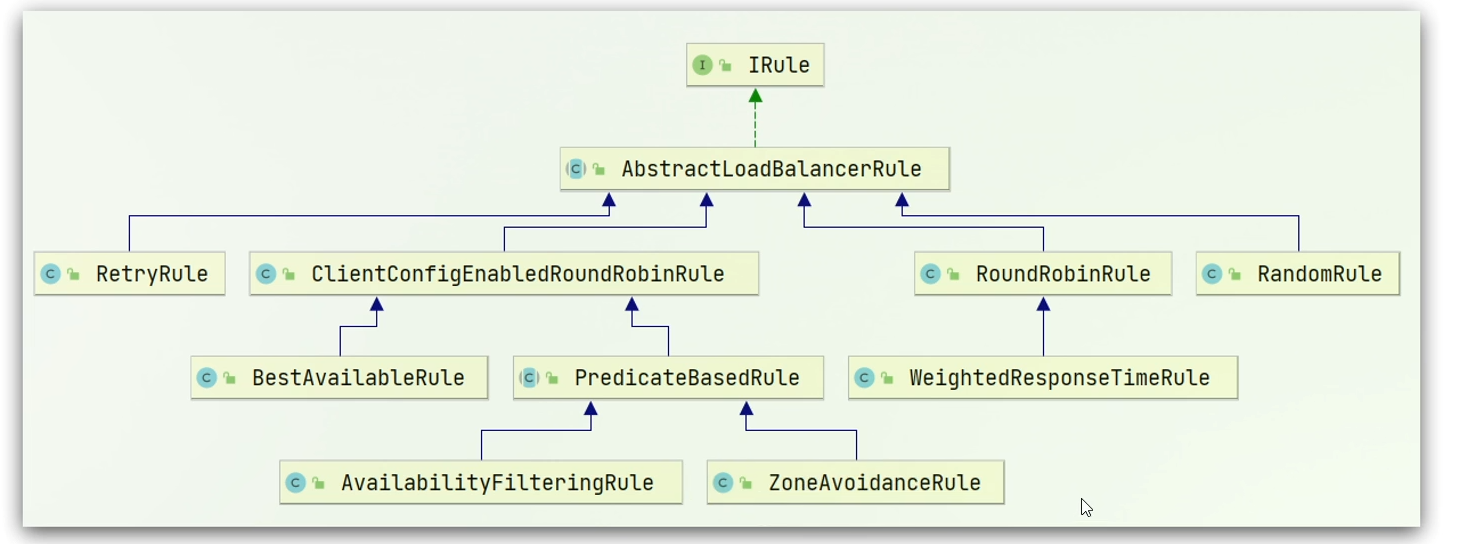 I IRule
C AbstractLoadBalancerRule
C RetryRule C ClientConfigEnabledRoundRobinRule C RoundRobinRule C RandomRule
C BestAvailableRule C PredicateBasedRule C WeightedResponseTimeRule
C AvailabilityFilteringRule C ZoneAvoidanceRule